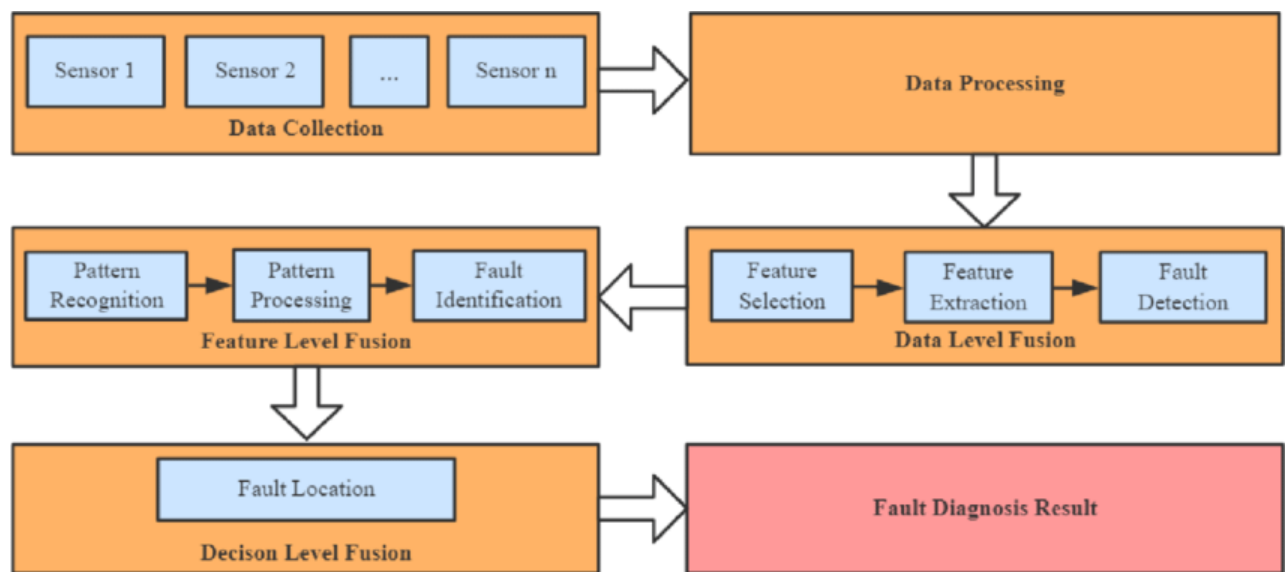 Sensor 1
Sensor 2
...
Sensor n
Data Collection
Data Processing
Pattern
Recognition
Pattern
Processing
Fault
Identification
Feature Level Fusion
Feature
Selection
Feature
Extraction
Fault
Detection
Data Level Fusion
Fault Location
Decison Level Fusion
Fault Diagnosis Result